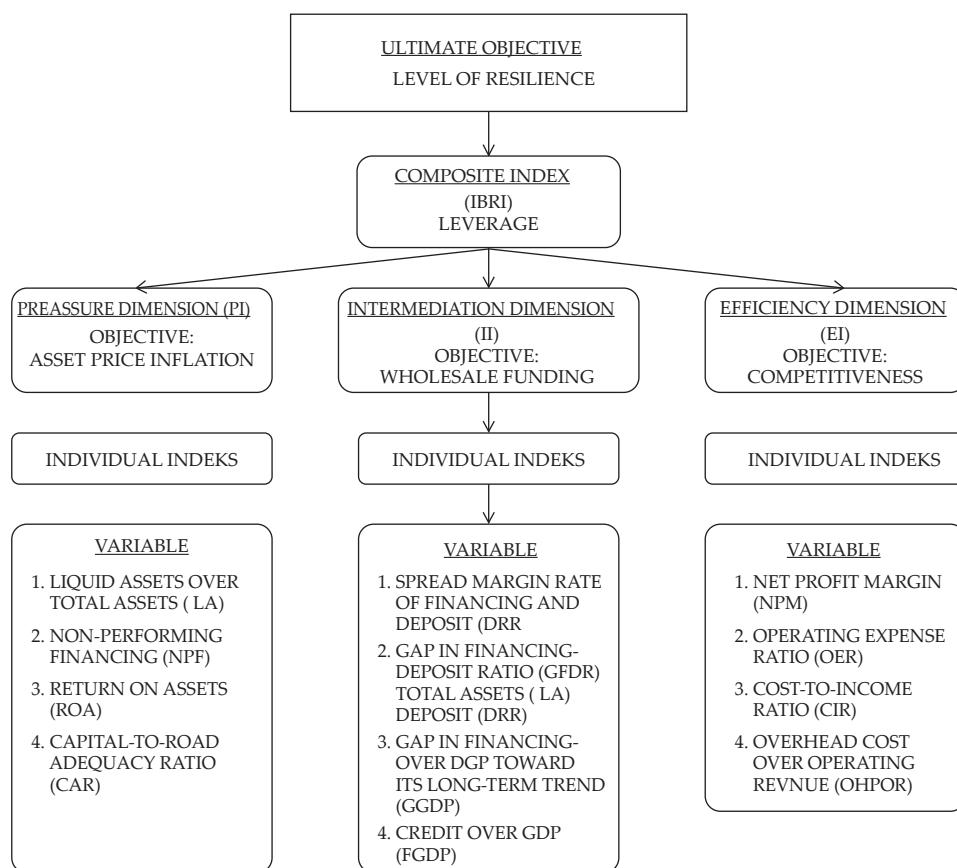 ULTIMATE OBJECTIVE
LEVEL OF RESILIENCE
COMPOSITE INDEX
(IBRI)
LEVERAGE
PREASSURE DIMENSION (PI)
OBJECTIVE:
ASSET PRICE INFLATION
INTERMEDIATION DIMENSION
(II)
OBJECTIVE:
WHOLESALE FUNDING
EFFICIENCY DIMENSION
(EI)
OBJECTIVE:
COMPETITIVENESS
INDIVIDUAL INDEKS
INDIVIDUAL INDEKS
INDIVIDUAL INDEKS
VARIABLE
1. LIQUID ASSETS OVER
TOTAL ASSETS ( LA)
2. NON-PERFORMING
FINANCING (NPF)
3. RETURN ON ASSETS
(ROA)
4. CAPITAL-TO-ROAD
ADEQUACY RATIO
(CAR)
VARIABLE
1. SPREAD MARGIN RATE
OF FINANCING AND
DEPOSIT (DRR
2. GAP IN FINANCING-
DEPOSIT RATIO (GFDR)
TOTAL ASSETS ( LA)
DEPOSIT (DRR)
3. GAP IN FINANCING-
OVER DGP TOWARD
ITS LONG-TERM TREND
(GGDP)
4. CREDIT OVER GDP
(FGDP)
VARIABLE
1. NET PROFIT MARGIN
(NPM)
2. OPERATING EXPENSE
RATIO (OER)
3. COST-TO-INCOME
RATIO (CIR)
4. OVERHEAD COST
OVER OPERATING
REVNUE (OHPOR)